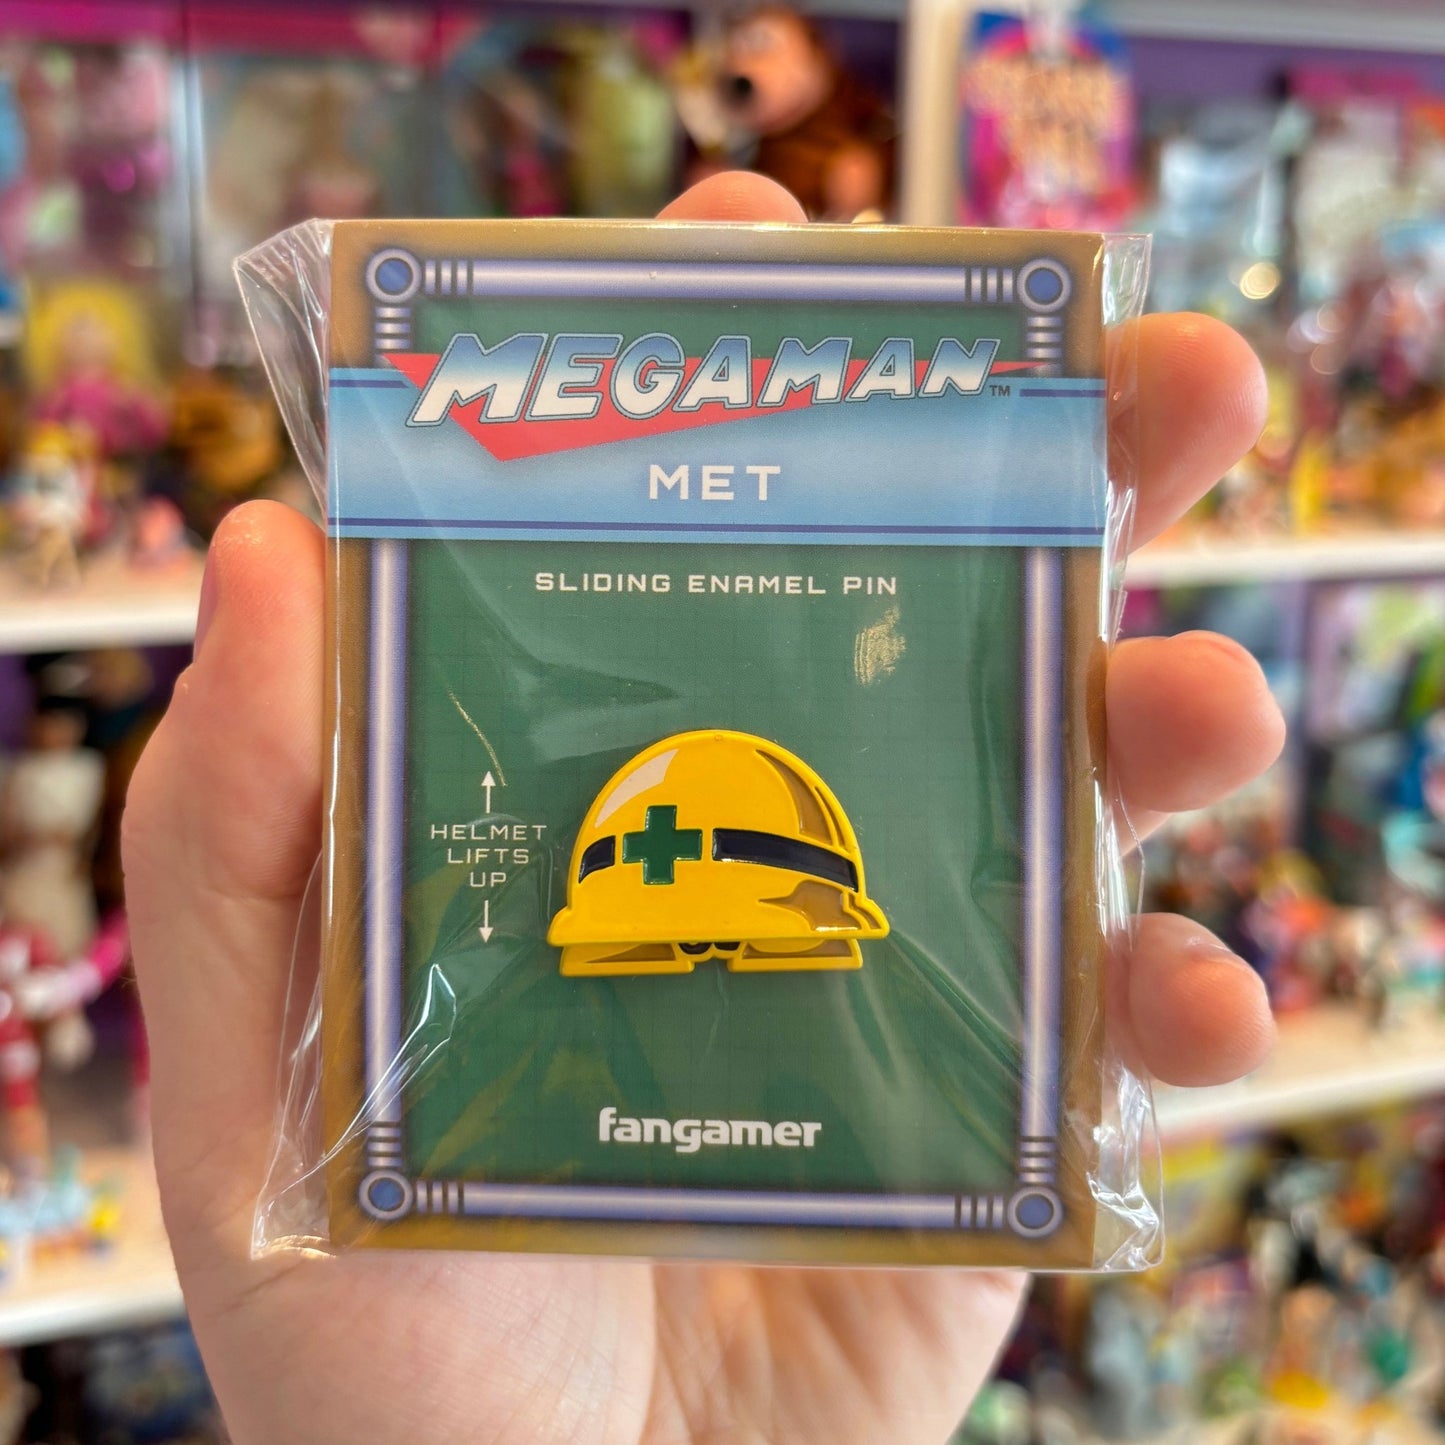 MEGAMAN™
MET
SLIDING ENAMEL PIN
HELMET
LIFTS
UP
fangamer